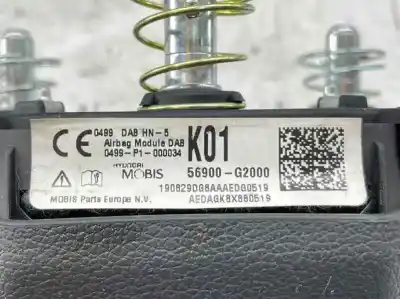 CE 0499 DAB HN-5
Airbag Module DAB
0499-P1-000034
K01
HYUNDAI
MOBIS
56900-G2000
190829DG8AAAEDG0519
AEDAGK8X880519
MOBIS Parts Europe N.V.